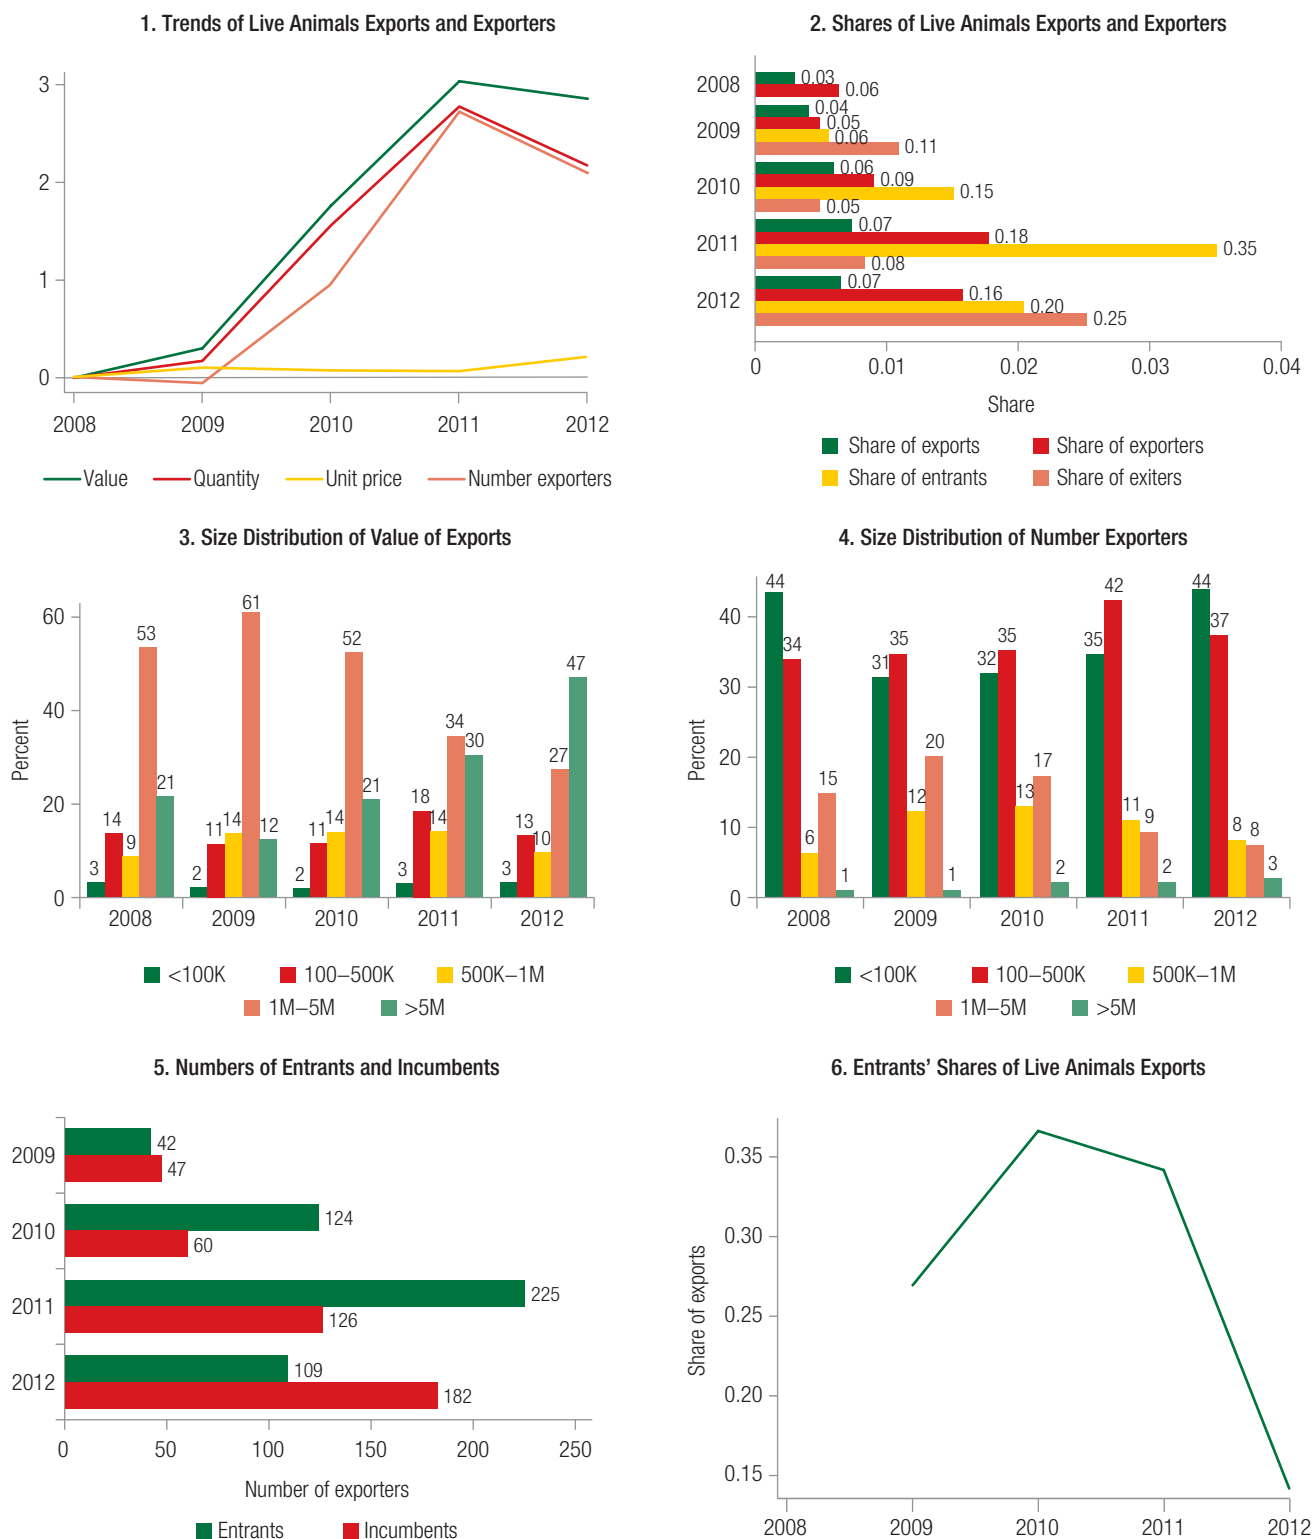 1. Trends of Live Animals Exports and Exporters
3
2
1
0
2008 2009 2010 2011 2012
Value Quantity Unit price Number exporters
2. Shares of Live Animals Exports and Exporters
2008 0.03
0.06
2009 0.04
0.05
0.06
0.11
2010 0.06
0.09
0.15
0.05
2011 0.07
0.18
0.35
0.08
2012 0.07
0.16
0.20
0.25
0 0.01 0.02 0.03 0.04
Share
Share of exports Share of exporters
Share of entrants Share of exiters
3. Size Distribution of Value of Exports
Percent
60
40
20
0
3 14 9 53 21
2 11 14 61 12
2 11 14 52 21
3 18 14 34 30
3 13 10 27 47
2008 2009 2010 2011 2012
<100K 100–500K 500K–1M
1M–5M >5M
4. Size Distribution of Number Exporters
Percent
40
30
20
10
0
44 34 6 15 1
31 35 12 20 1
32 35 13 17 2
35 42 11 9 2
44 37 8 8 3
2008 2009 2010 2011 2012
<100K 100–500K 500K–1M
1M–5M >5M
5. Numbers of Entrants and Incumbents
2009 42
47
2010 124
60
2011 225
126
2012 109
182
0 50 100 150 200 250
Number of exporters
Entrants Incumbents
6. Entrants’ Shares of Live Animals Exports
Share of exports
0.35
0.30
0.25
0.20
0.15
2008 2009 2010 2011 2012